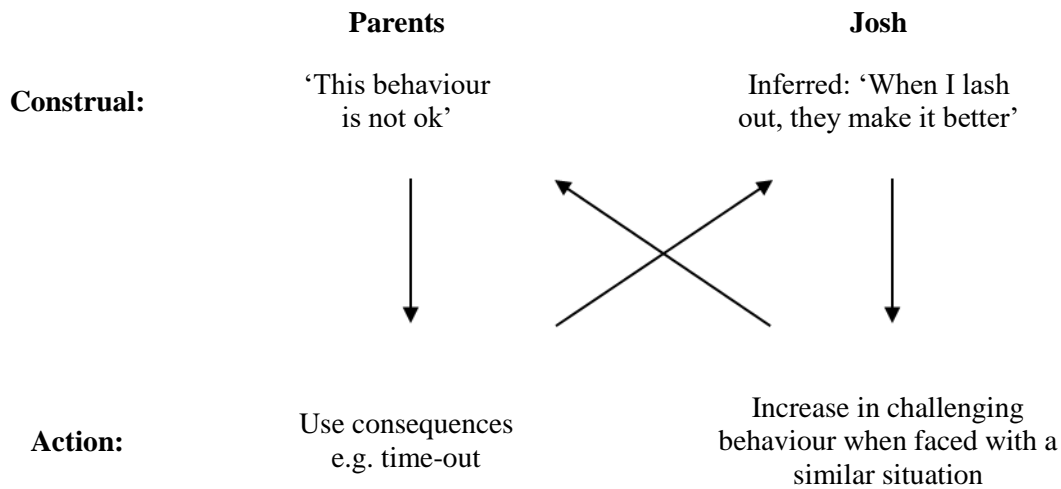 Parents Josh
Construal:
‘This behaviour
is not ok’
Inferred: ‘When I lash
out, they make it better’
Action:
Use consequences
e.g. time-out
Increase in challenging
behaviour when faced with a
similar situation